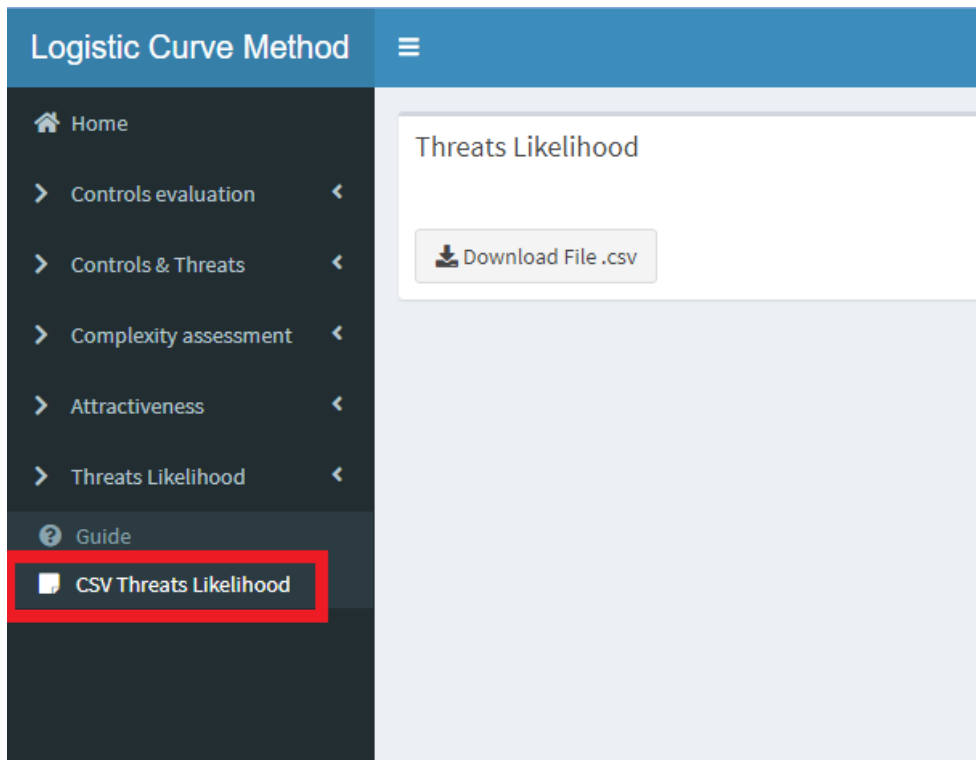 Logistic Curve Method
Home
Controls evaluation
Controls & Threats
Complexity assessment
Attractiveness
Threats Likelihood
Guide
CSV Threats Likelihood
Threats Likelihood
Download File .csv